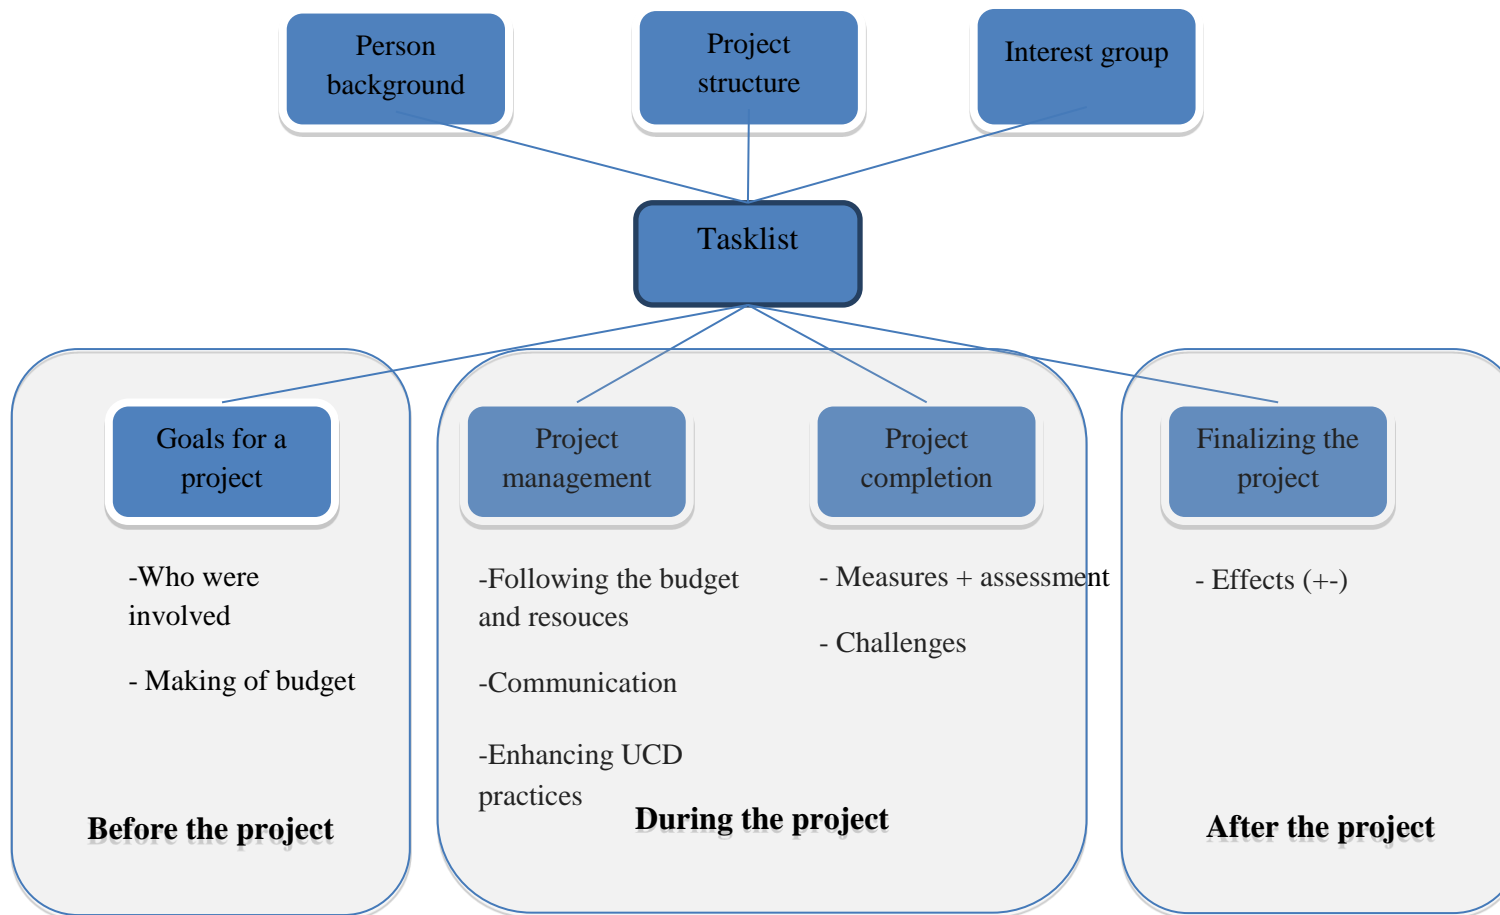 Person
background
Project
structure
Interest group
Tasklist
Goals for a
project
Project
management
Project
completion
Finalizing the
project
-Who were
involved
- Making of budget
-Following the budget
and resouces
-Communication
-Enhancing UCD
practices
- Measures + assessment
- Challenges
- Effects (+-)
Before the project
During the project
After the project